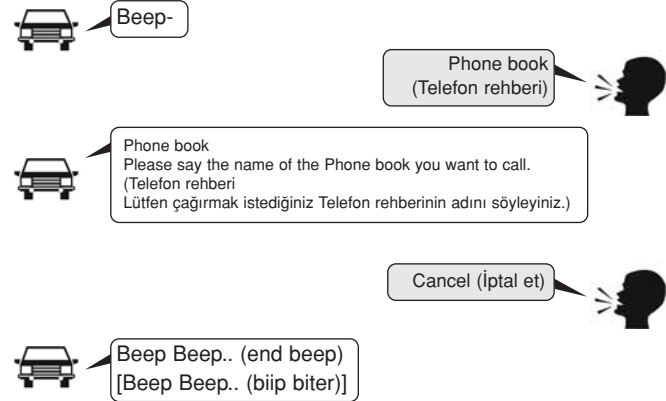 Beep-
Phone book
(Telefon rehberi)
Phone book
Please say the name of the Phone book you want to call.
(Telefon rehberi
Lütfen çağırmak istediğiniz Telefon rehberinin adını söyleyiniz.)
Cancel (İptal et)
Beep Beep.. (end beep)
[Beep Beep.. (biip biter)]